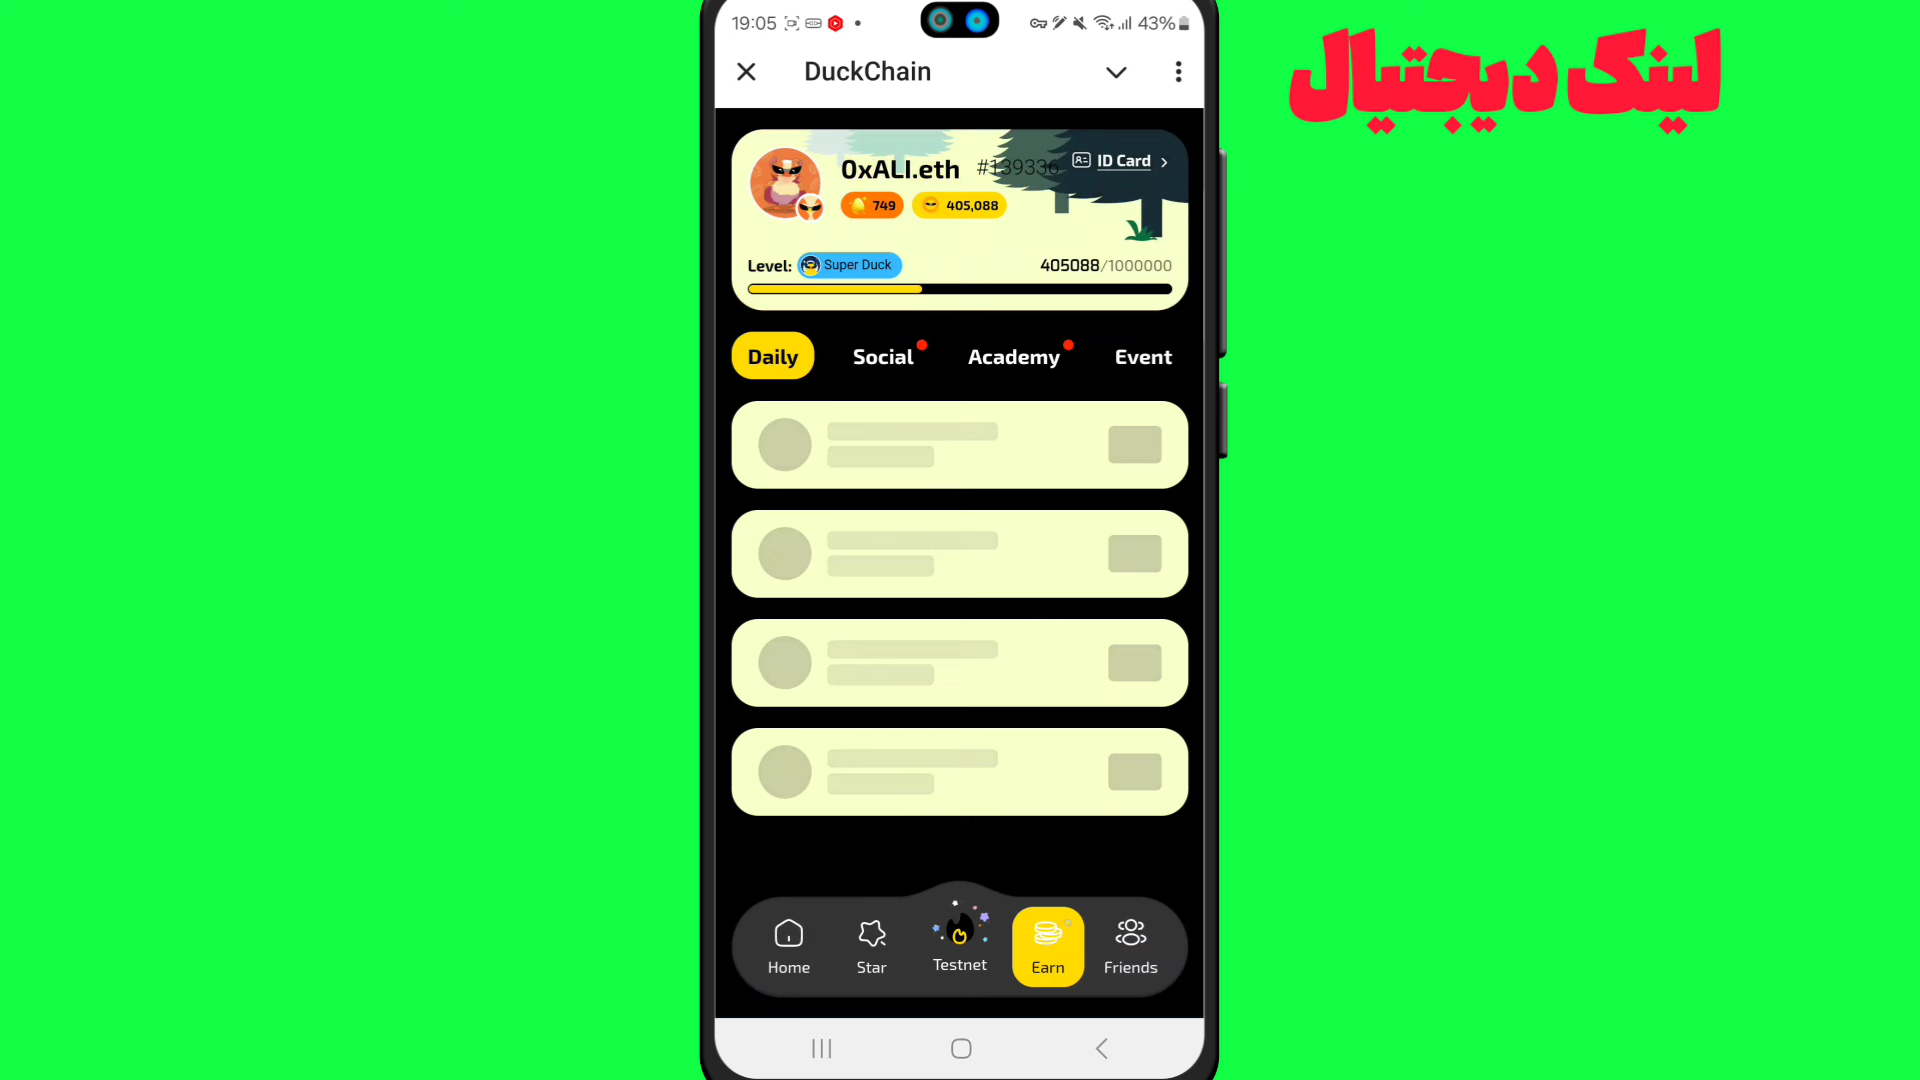 19:05
43%
DuckChain
لینک دیجتیال
0xALI.eth #139336
ID Card
749 405,088
Level: Super Duck 405088/1000000
Daily Social Academy Event
Home Star Testnet Earn Friends